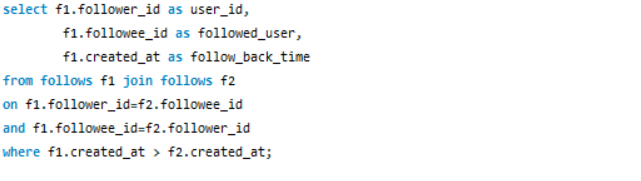 select f1.follower_id as user_id,
f1.followee_id as followed_user,
f1.created_at as follow_back_time
from follows f1 join follows f2
on f1.follower_id=f2.followee_id
and f1.followee_id=f2.follower_id
where f1.created_at > f2.created_at;